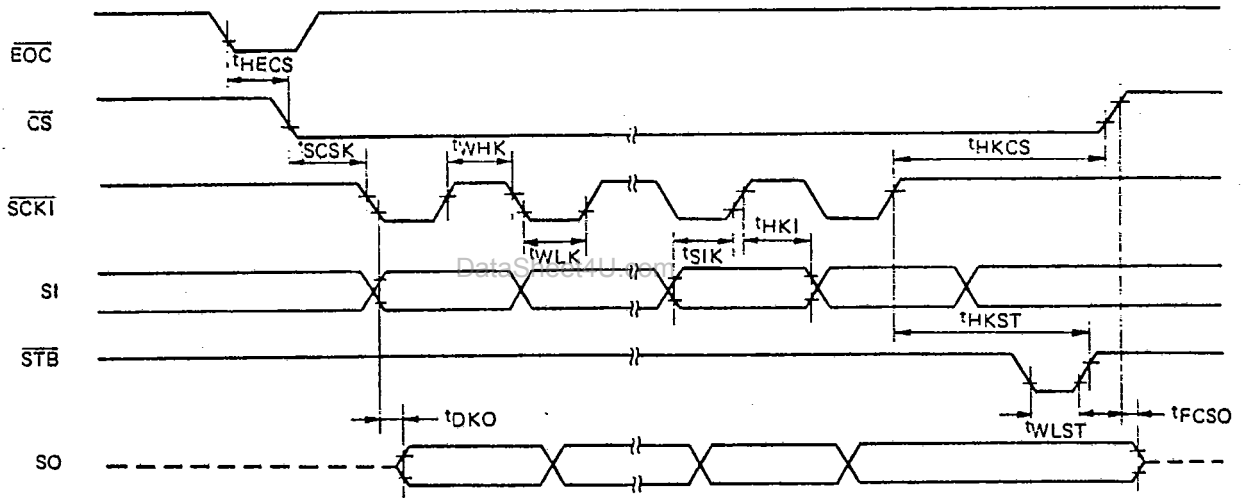 EOC
tHECS
CS
tSCSK
tWHK
tHKCS
SCKI
tWLK
tSIK
tHKI
DataSheet4U.com
SI
tHKST
STB
tDKO
tWLST
tFCSO
SO